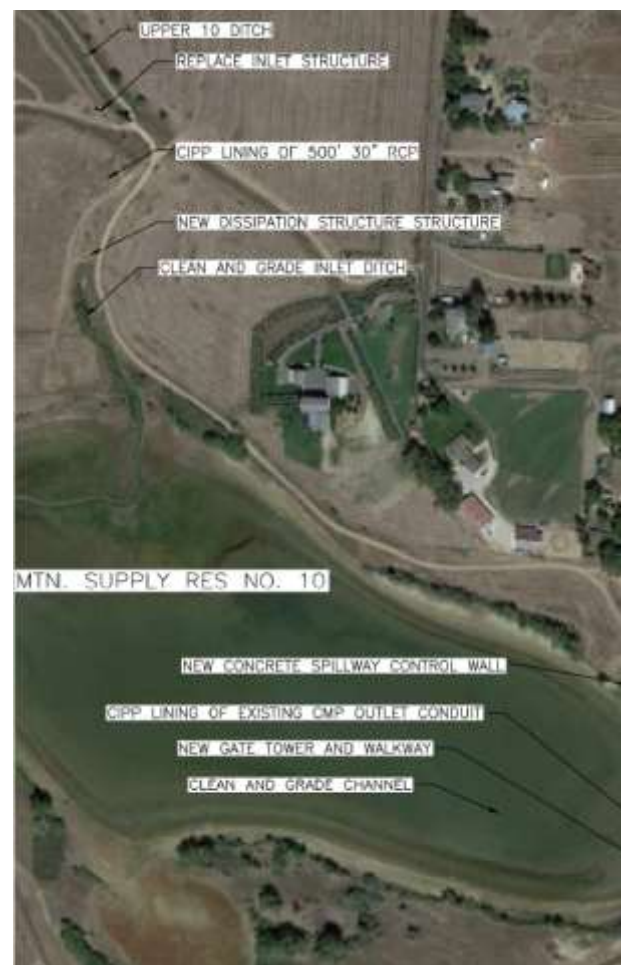 UPPER 10 DITCH
REPLACE INLET STRUCTURE
CIPP LINING OF 500' 30" RCP
NEW DISSIPATION STRUCTURE STRUCTURE
CLEAN AND GRADE INLET DITCH
MTN. SUPPLY RES NO. 10
NEW CONCRETE SPILLWAY CONTROL WALL
CIPP LINING OF EXISTING CMP OUTLET CONDUIT
NEW GATE TOWER AND WALKWAY
CLEAN AND GRADE CHANNEL